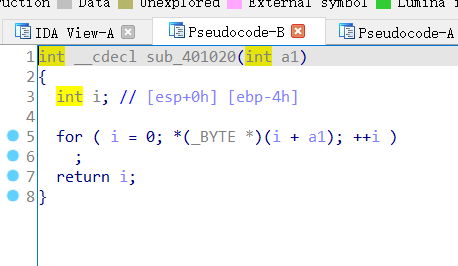 Data Unexplored External symbol Lumina
IDA View-A Pseudocode-B Pseudocode-A
1 int __cdecl sub_401020(int a1)
2 {
3 int i; // [esp+0h] [ebp-4h]
4
5 for ( i = 0; *(_BYTE *)(i + a1); ++i )
6 ;
7 return i;
8 }